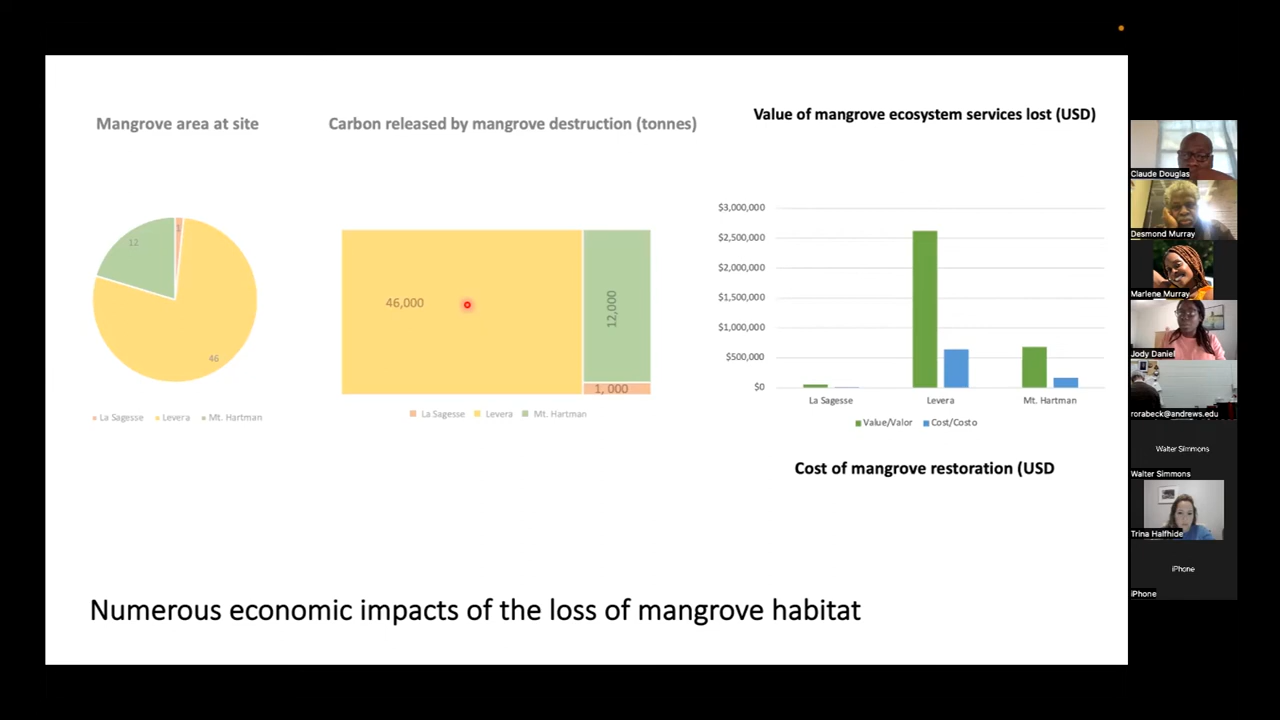 Mangrove area at site
1
12
46
La Sagesse Levera Mt. Hartman
Carbon released by mangrove destruction (tonnes)
46,000
12,000
1, 000
La Sagesse Levera Mt. Hartman
Value of mangrove ecosystem services lost (USD)
$3,000,000
$2,500,000
$2,000,000
$1,500,000
$1,000,000
$500,000
$0
La Sagesse Levera Mt. Hartman
Value/Valor Cost/Costo
Cost of mangrove restoration (USD
Numerous economic impacts of the loss of mangrove habitat
Claude Douglas
Desmond Murray
Marlene Murray
Jody Daniel
rorabeck@andrews.edu
Walter Simmons
Walter Simmons
Trina Halfhide
iPhone
iPhone